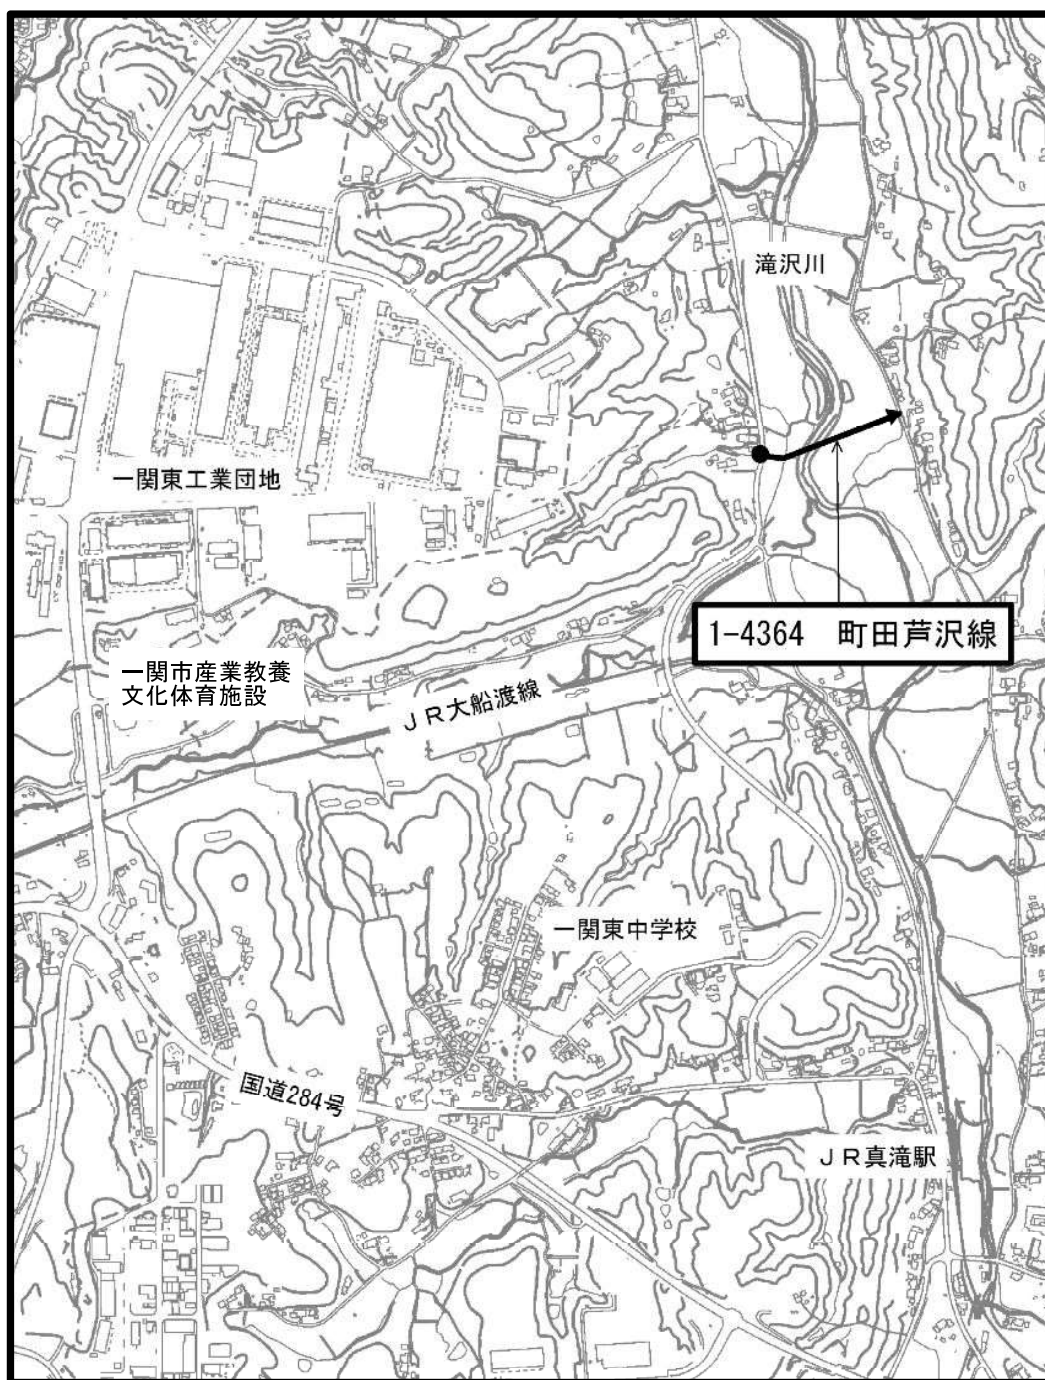 滝沢川
一関東工業団地
1-4364 町田芦沢線
一関市産業教養
文化体育施設
JR大船渡線
一関東中学校
国道284号
JR真滝駅